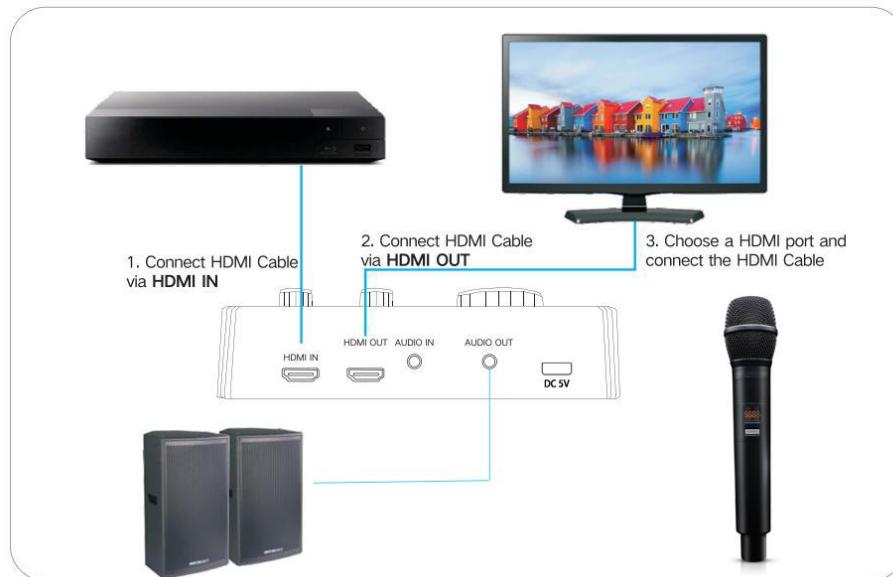 1. Connect HDMI Cable
via HDMI IN
2. Connect HDMI Cable
via HDMI OUT
3. Choose a HDMI port and
connect the HDMI Cable
HDMI IN
HDMI OUT
AUDIO IN
AUDIO OUT
DC 5V